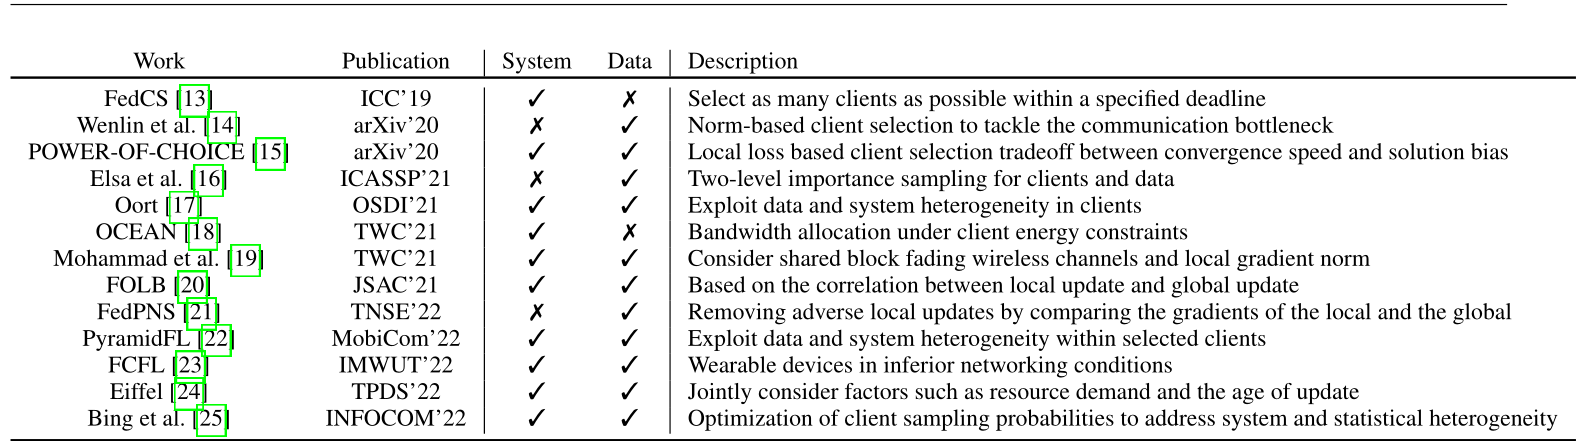 Work Publication System Data Description
FedCS [13] ICC'19 ✓ ✗ Select as many clients as possible within a specified deadline
Wenlin et al. [14] arXiv'20 ✗ ✓ Norm-based client selection to tackle the communication bottleneck
POWER-OF-CHOICE [15] arXiv'20 ✓ ✓ Local loss based client selection tradeoff between convergence speed and solution bias
Elsa et al. [16] ICASSP'21 ✗ ✓ Two-level importance sampling for clients and data
Oort [17] OSDI'21 ✓ ✓ Exploit data and system heterogeneity in clients
OCEAN [18] TWC'21 ✓ ✗ Bandwidth allocation under client energy constraints
Mohammad et al. [19] TWC'21 ✓ ✓ Consider shared block fading wireless channels and local gradient norm
FOLB [20] JSAC'21 ✓ ✓ Based on the correlation between local update and global update
FedPNS [21] TNSE'22 ✗ ✓ Removing adverse local updates by comparing the gradients of the local and the global
PyramidFL [22] MobiCom'22 ✓ ✓ Exploit data and system heterogeneity within selected clients
FCFL [23] IMWUT'22 ✓ ✓ Wearable devices in inferior networking conditions
Eiffel [24] TPDS'22 ✓ ✓ Jointly consider factors such as resource demand and the age of update
Bing et al. [25] INFOCOM'22 ✓ ✓ Optimization of client sampling probabilities to address system and statistical heterogeneity